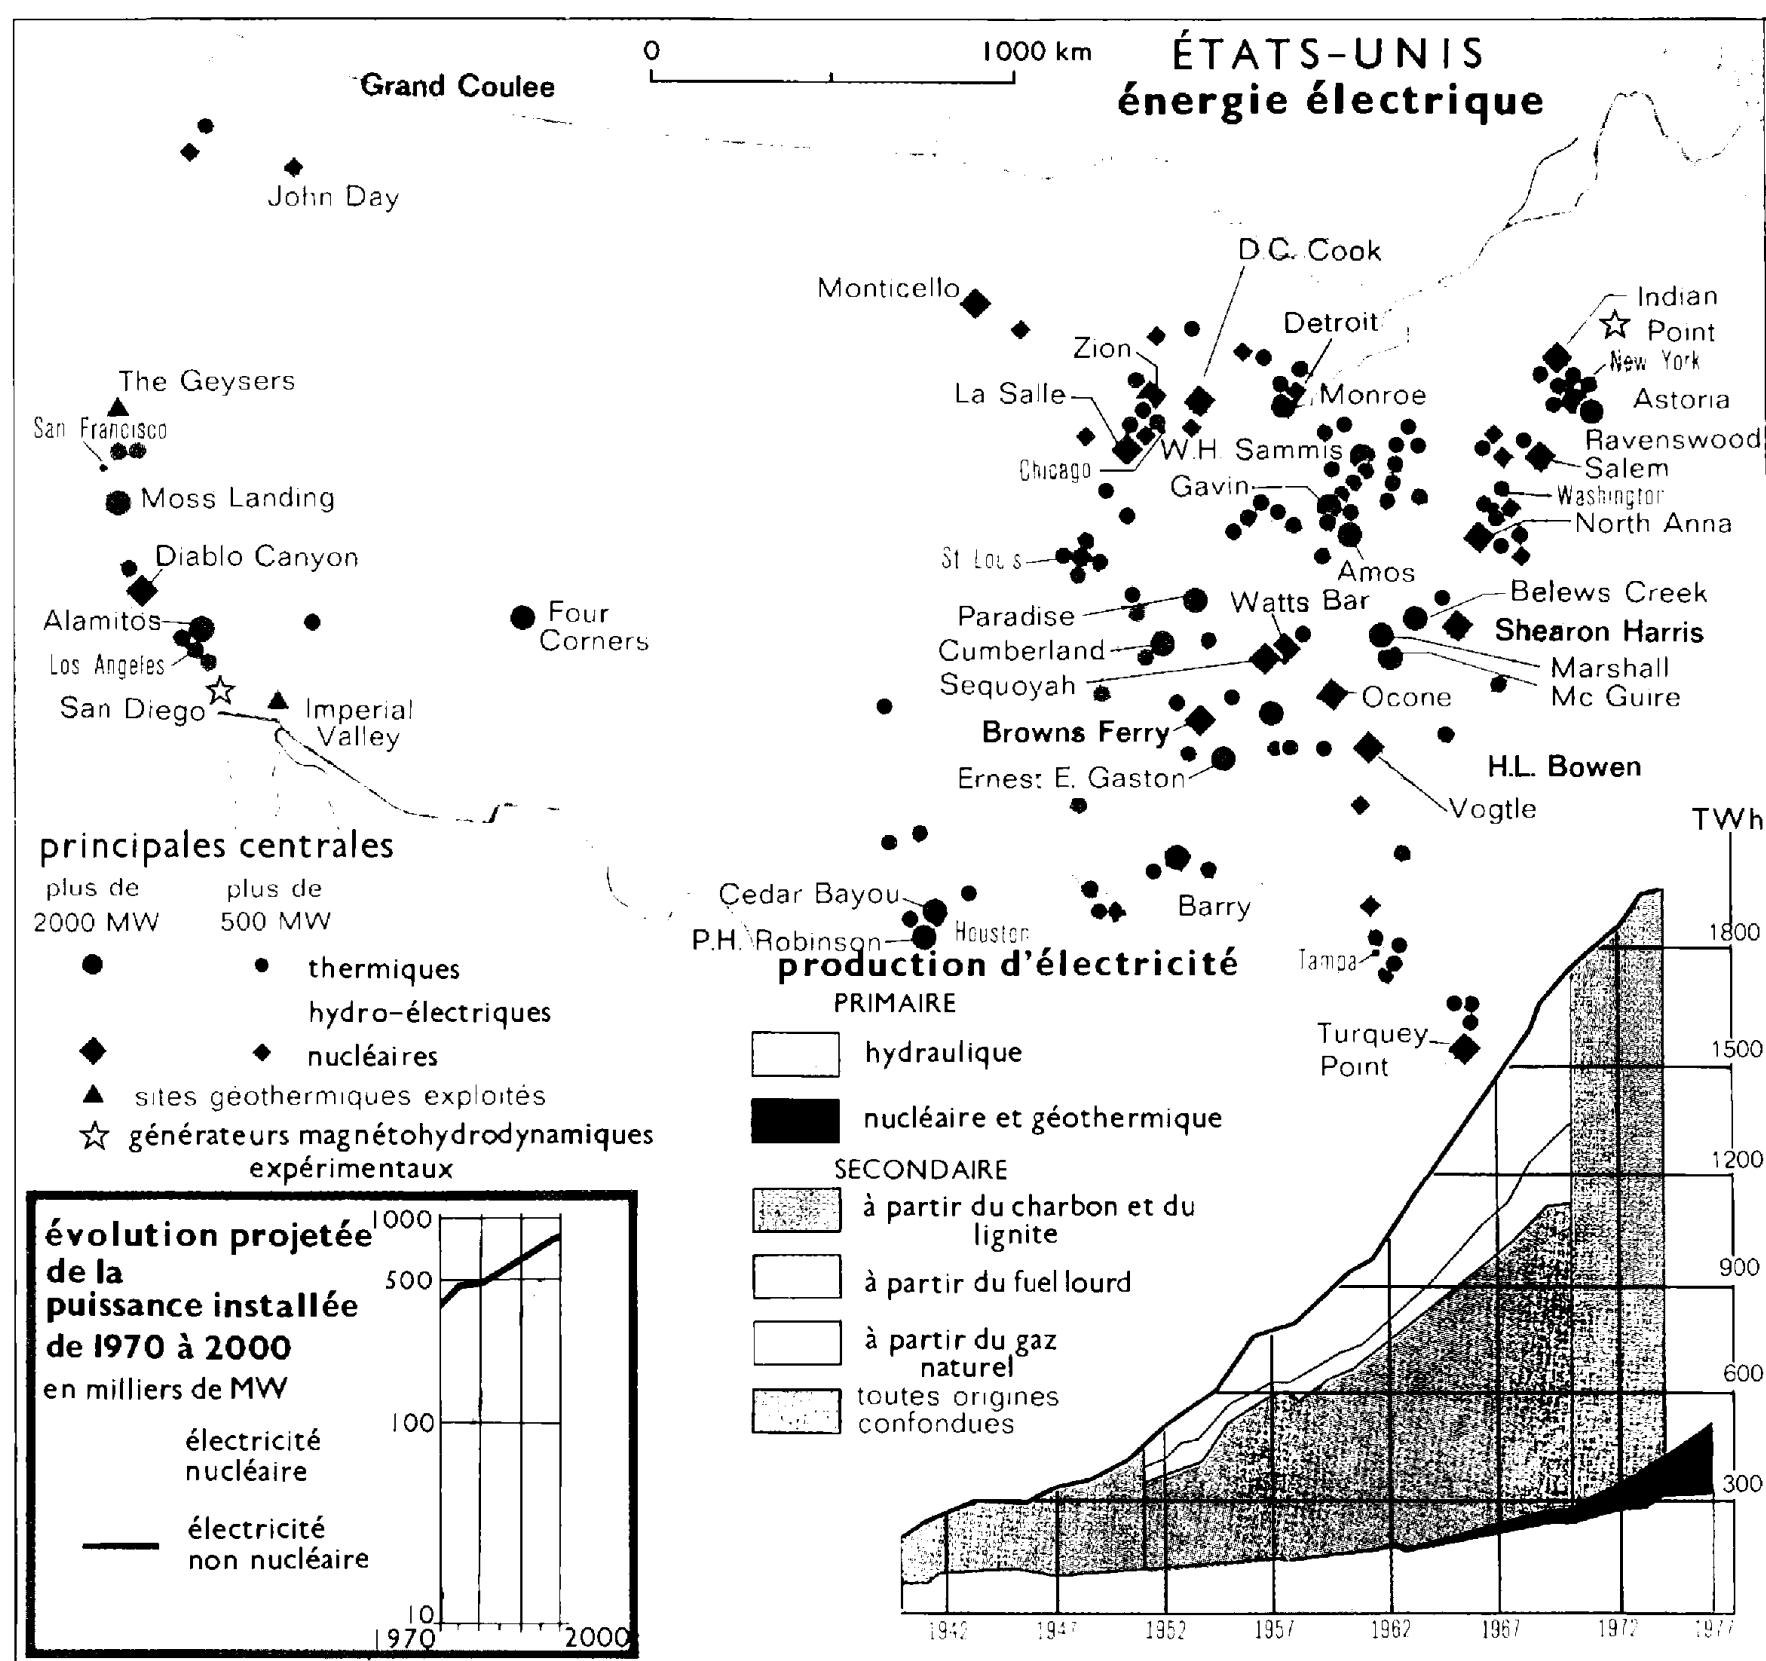 0 1000 km
ÉTATS-UNIS
énergie électrique
Grand Coulee
John Day
D.C. Cook
Monticello
Indian
Point
Detroit
Zion
New York
The Geysers
La Salle
Monroe
Astoria
San Francisco
Ravenswood
W.H. Sammis
Chicago
Salem
Gavin
Moss Landing
Washington
North Anna
Diablo Canyon
St Louis
Amos
Belews Creek
Four
Corners
Paradise
Watts Bar
Alamitos
Shearon Harris
Cumberland
Los Angeles
Marshall
Sequoyah
Mc Guire
Ocone
San Diego
Imperial
Valley
Browns Ferry
H.L. Bowen
Ernest E. Gaston
Vogtle
Cedar Bayou
Barry
P.H. Robinson
Houston
Tampa
Turquey
Point
principales centrales
plus de
2000 MW
plus de
500 MW
thermiques
hydro-électriques
nucléaires
sites géothermiques exploités
générateurs magnétohydrodynamiques
expérimentaux
évolution projetée
de la
puissance installée
de 1970 à 2000
en milliers de MW
électricité
nucléaire
électricité
non nucléaire
1000
500
100
10
1970
2000
production d'électricité
PRIMAIRE
hydraulique
nucléaire et géothermique
SECONDAIRE
à partir du charbon et du
lignite
à partir du fuel lourd
à partir du gaz
naturel
toutes origines
confondues
TWh
1800
1500
1200
900
600
300
1942 1947 1952 1957 1962 1967 1972 1977